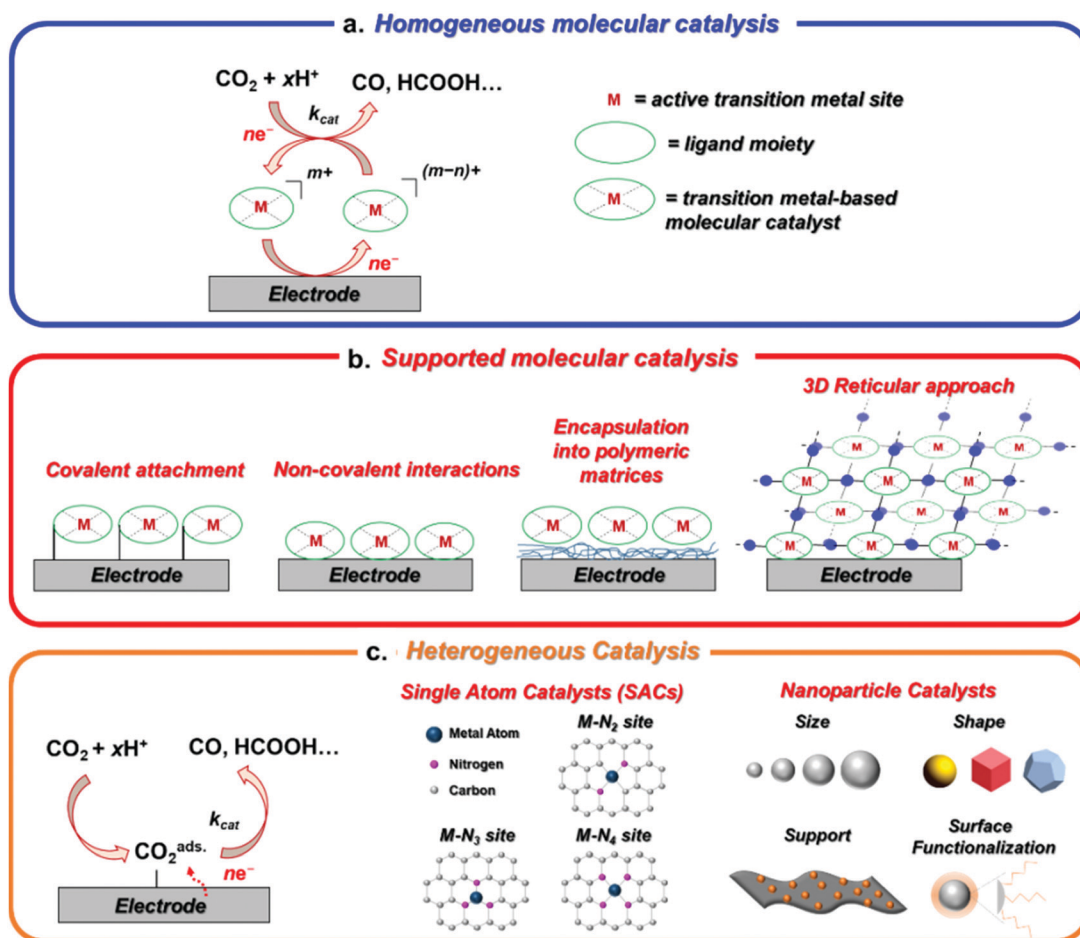 a. Homogeneous molecular catalysis
CO₂ + xH⁺
CO, HCOOH...
k_cat
ne⁻
m+
(m−n)+
M
M
ne⁻
Electrode
M = active transition metal site
= ligand moiety
M
= transition metal-based
molecular catalyst
b. Supported molecular catalysis
Covalent attachment
M M M
Electrode
Non-covalent interactions
M M M
Electrode
Encapsulation
into polymeric
matrices
M M M
Electrode
3D Reticular approach
M M M
M M M
M M M
M M M
Electrode
c. Heterogeneous Catalysis
CO₂ + xH⁺
CO, HCOOH...
k_cat
CO₂ads.
ne⁻
Electrode
Single Atom Catalysts (SACs)
Metal Atom
Nitrogen
Carbon
M-N₂ site
M-N₃ site
M-N₄ site
Nanoparticle Catalysts
Size
Shape
Support
Surface
Functionalization